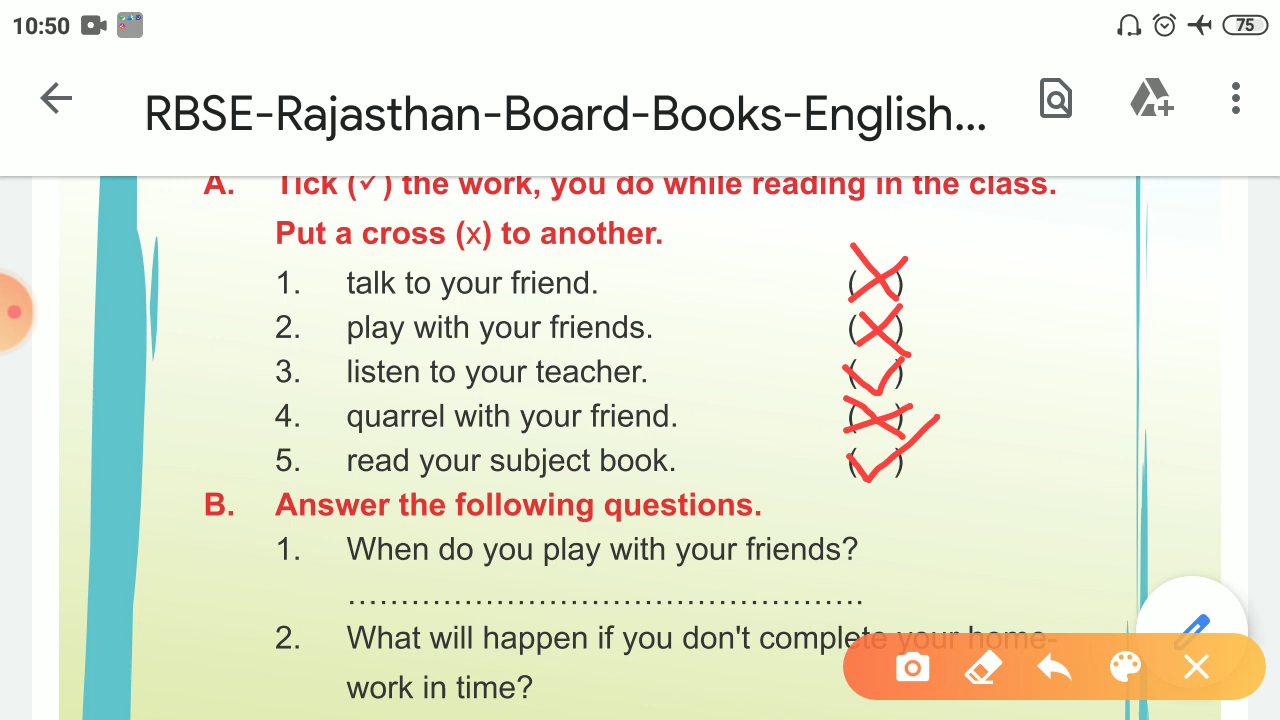 10:50 75
RBSE-Rajasthan-Board-Books-English...
A. Tick (✓) the work, you do while reading in the class.
Put a cross (x) to another.
1. talk to your friend. ( )
2. play with your friends. ( )
3. listen to your teacher. ( )
4. quarrel with your friend. ( )
5. read your subject book. ( )
B. Answer the following questions.
1. When do you play with your friends?
.................................................
2. What will happen if you don't complete your home-
work in time?